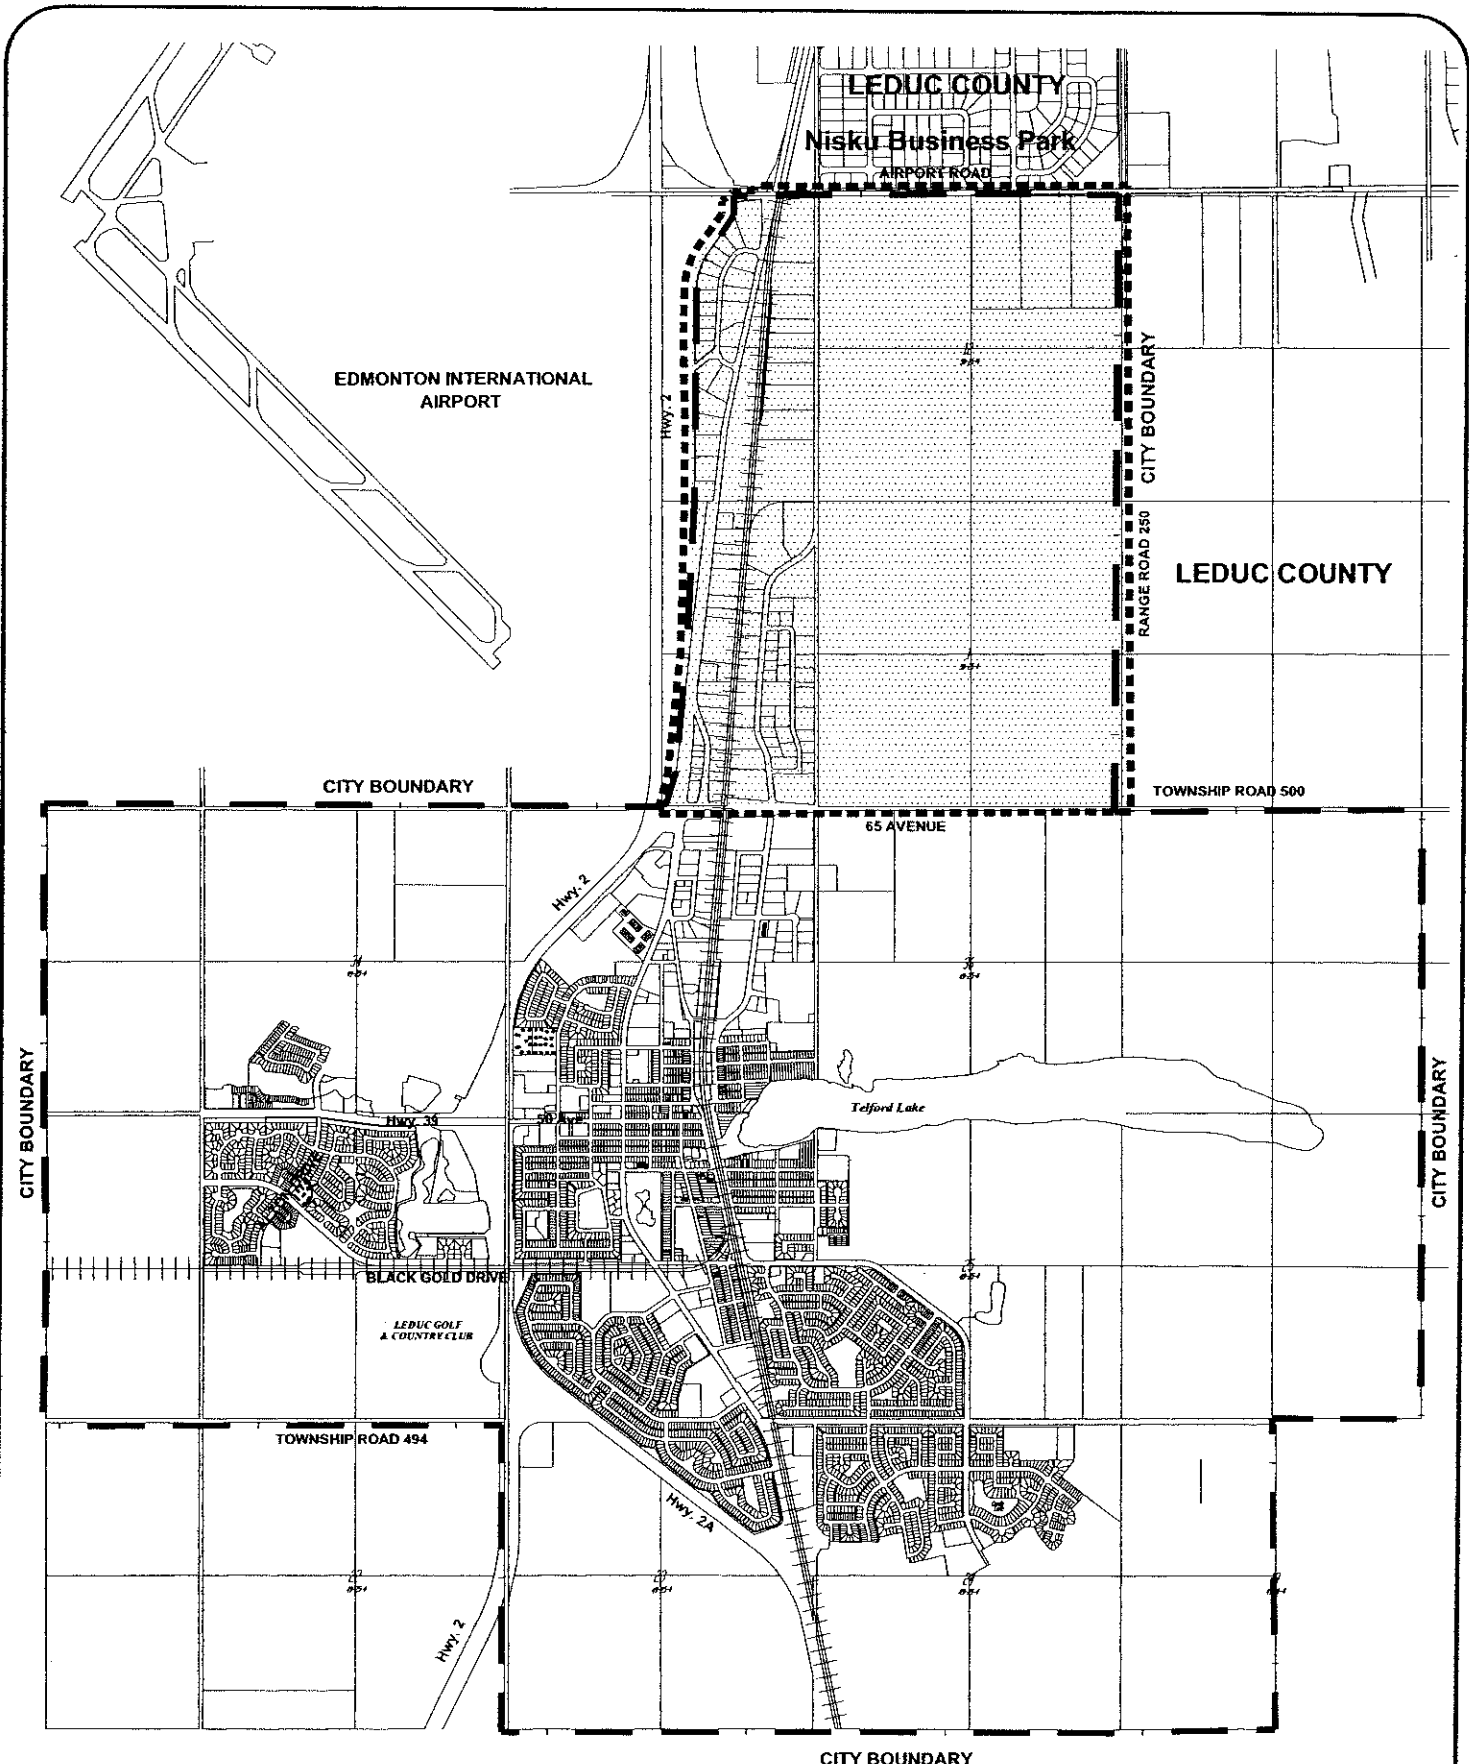 LEDUC COUNTY
Nisku Business Park
AIRPORT ROAD
EDMONTON INTERNATIONAL
AIRPORT
Hwy. 2
CITY BOUNDARY
RANGE ROAD 250
LEDUC COUNTY
CITY BOUNDARY
TOWNSHIP ROAD 500
65 AVENUE
Hwy. 2
CITY BOUNDARY
CITY BOUNDARY
Telford Lake
Hwy. 39
50 Ave
BLACK GOLD DRIVE
LEDUC GOLF
& COUNTRY CLUB
TOWNSHIP ROAD 494
Hwy. 2A
Hwy. 2
CITY BOUNDARY